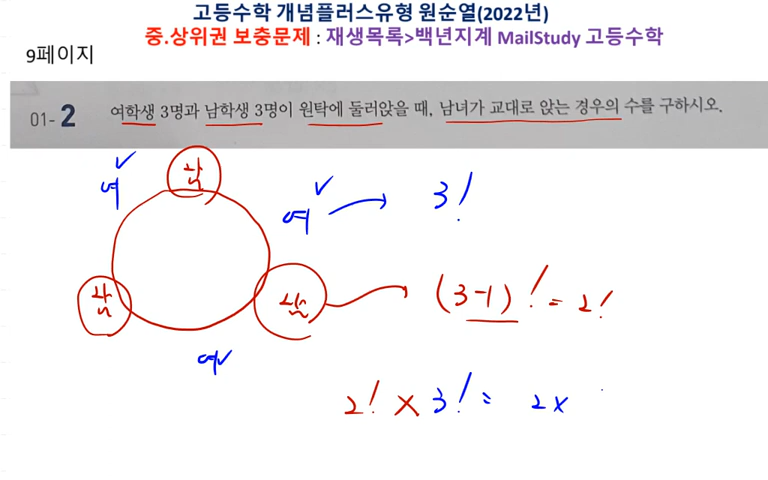 고등수학 개념플러스유형 원순열(2022년)
중.상위권 보충문제 : 재생목록>백년지계 MailStudy 고등수학
9페이지
01-2 여학생 3명과 남학생 3명이 원탁에 둘러앉을 때, 남녀가 교대로 앉는 경우의 수를 구하시오.
남
여
여
3!
남
남
(3-1)! = 2!
여
2! × 3! = 2×